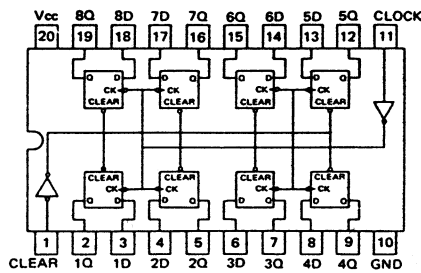 Vcc 8Q 8D 7D 7Q 6Q 6D 5D 5Q CLOCK
20 19 18 17 16 15 14 13 12 11
Q D D Q Q D D Q
CK CK CK CK
CLEAR CLEAR CLEAR CLEAR
CLEAR CLEAR CLEAR CLEAR
CK CK CK CK
Q D D Q Q D D Q
1 2 3 4 5 6 7 8 9 10
CLEAR 1Q 1D 2D 2Q 3D 3Q 4D 4Q GND